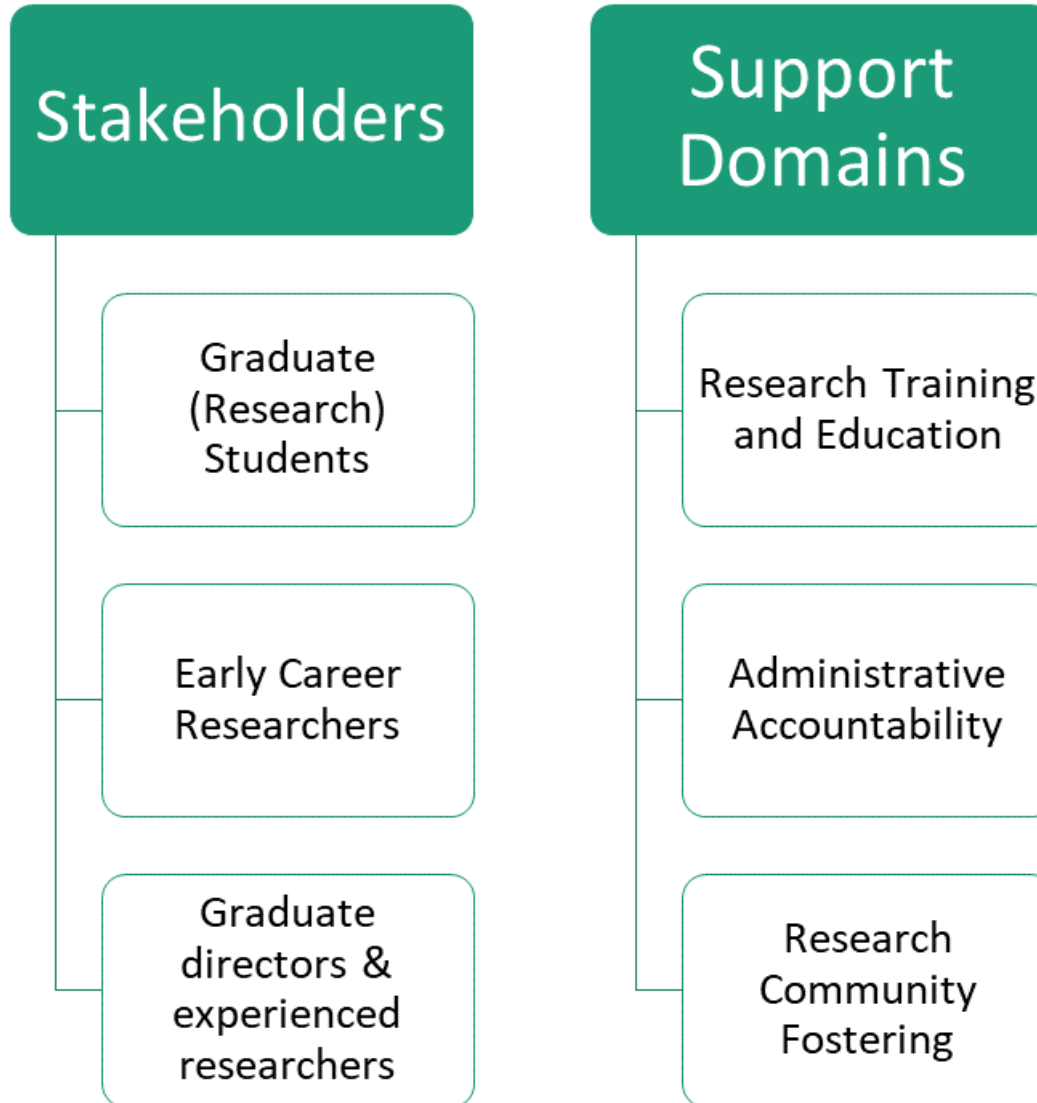 Stakeholders
Graduate
(Research)
Students
Early Career
Researchers
Graduate
directors &
experienced
researchers
Support
Domains
Research Training
and Education
Administrative
Accountability
Research
Community
Fostering